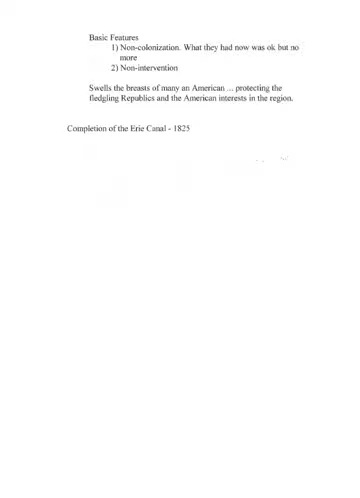 Basic Features
1) Non-colonization. What they had now was ok but no
more
2) Non-intervention
Swells the breasts of many an American ... protecting the
fledgling Republics and the American interests in the region.
Completion of the Erie Canal - 1825